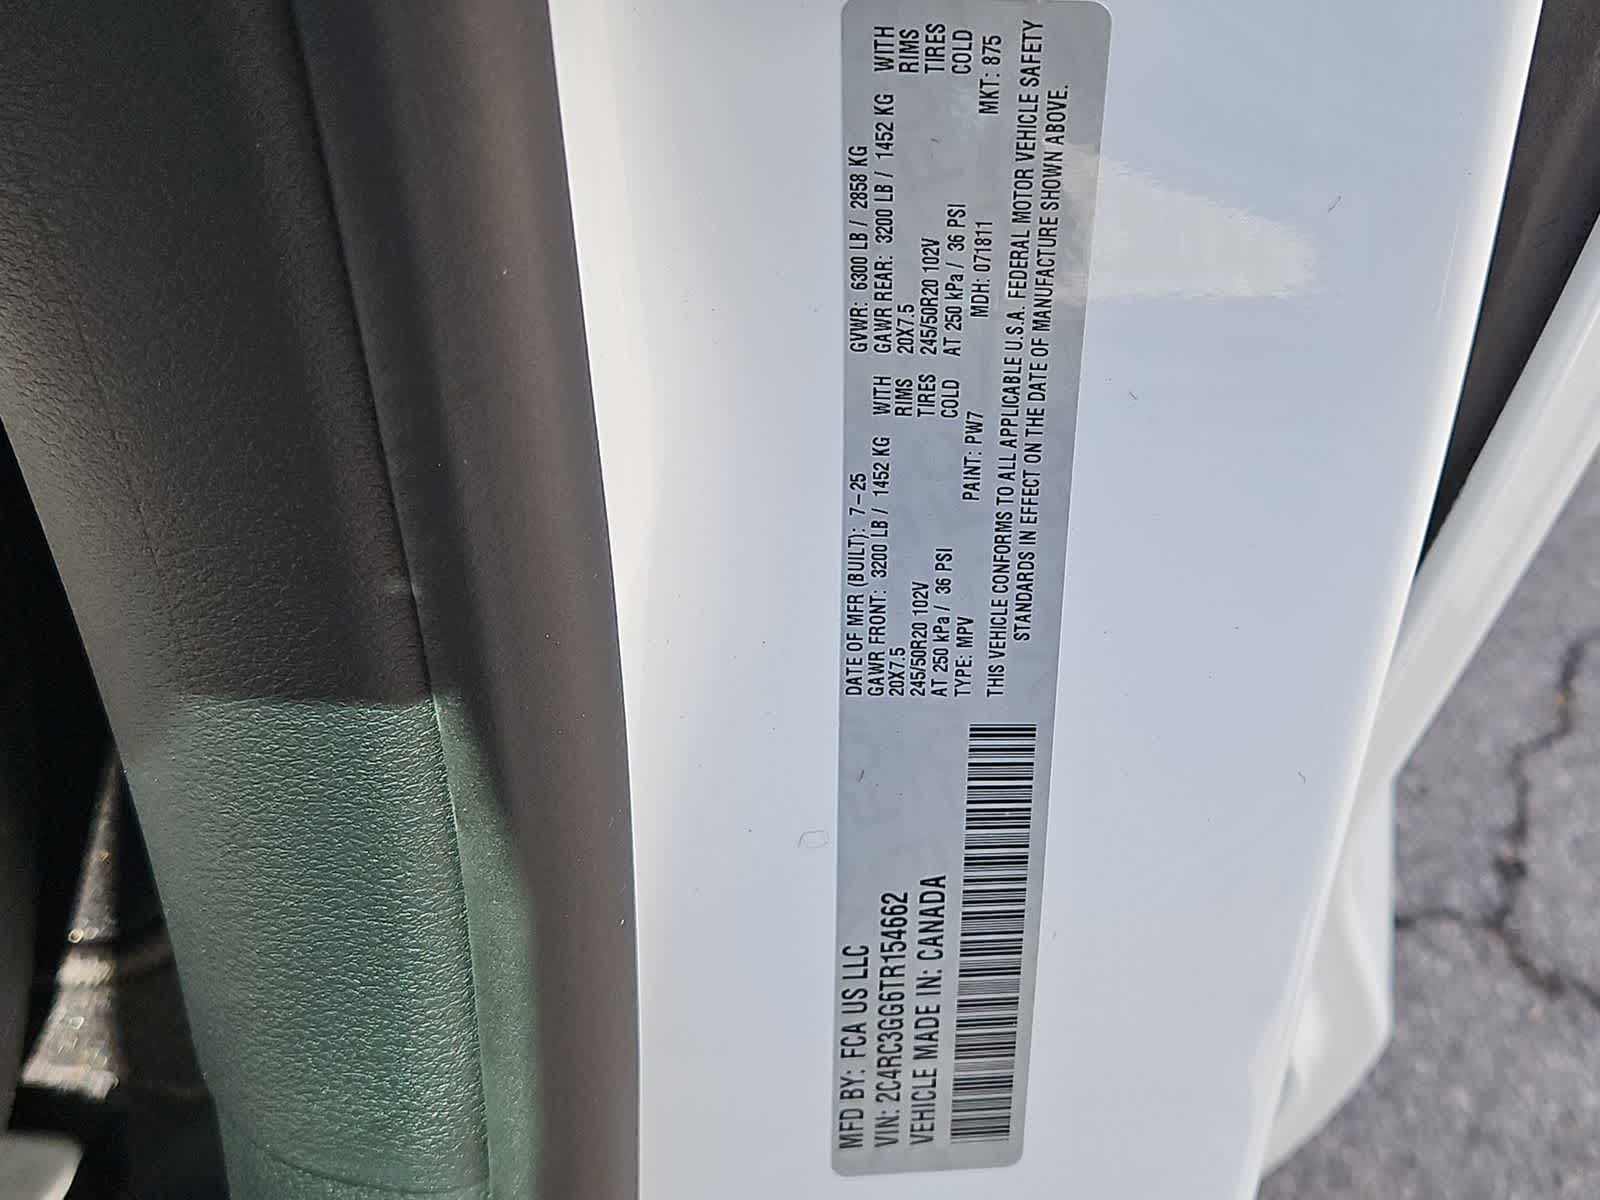 MFD BY: FCA US LLC
VIN: 2C4RC3GG6TR154662
VEHICLE MADE IN: CANADA
DATE OF MFR (BUILT): 7-25 GVWR: 6300 LB / 2858 KG
GAWR FRONT: 3200 LB / 1452 KG WITH GAWR REAR: 3200 LB / 1452 KG WITH
20X7.5 RIMS 20X7.5 RIMS
245/50R20 102V TIRES 245/50R20 102V TIRES
AT 250 kPa / 36 PSI COLD AT 250 kPa / 36 PSI COLD
TYPE: MPV PAINT: PW7 MDH: 071811 MKT: 875
THIS VEHICLE CONFORMS TO ALL APPLICABLE U.S.A. FEDERAL MOTOR VEHICLE SAFETY
STANDARDS IN EFFECT ON THE DATE OF MANUFACTURE SHOWN ABOVE.